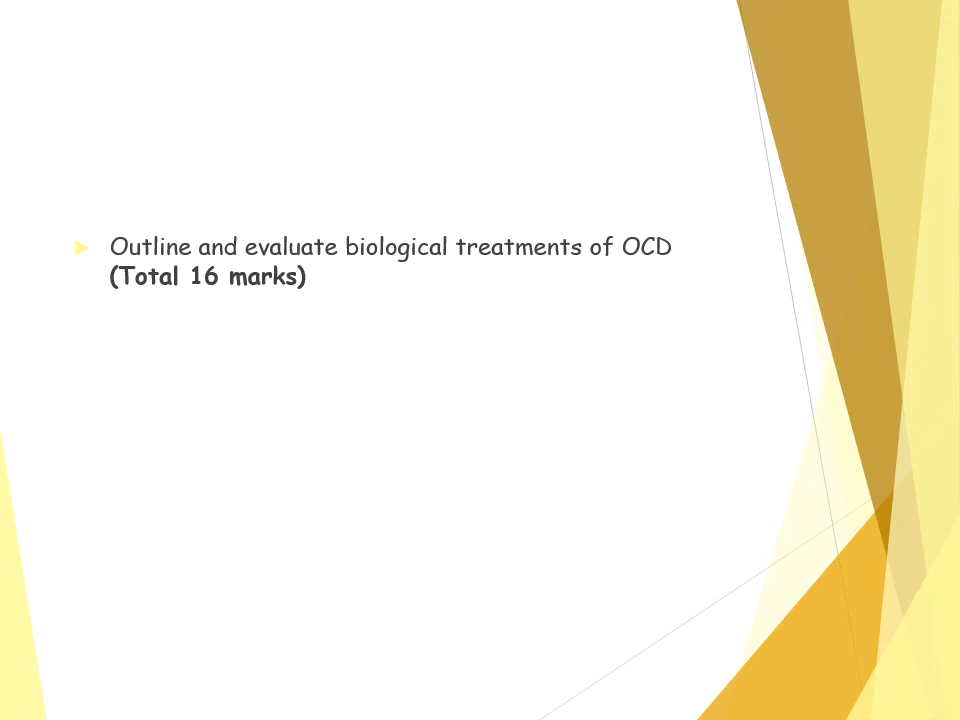 Outline and evaluate biological treatments of OCD
(Total 16 marks)